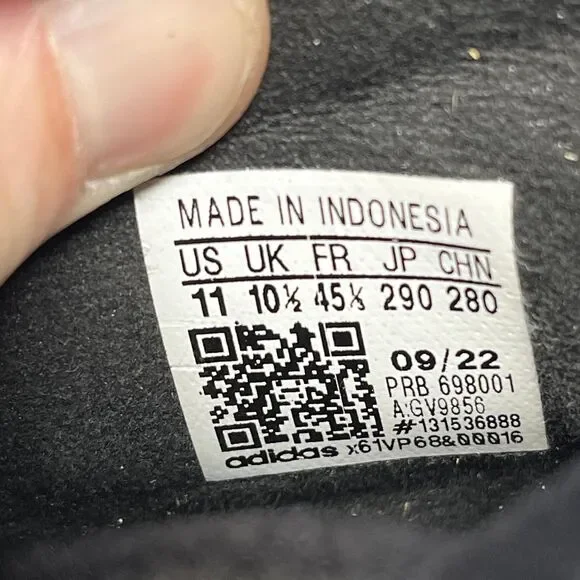 MADE IN INDONESIA
US UK FR JP CHN
11 10½ 45⅓ 290 280
09/22
PRB 698001
A:GV9856
#131536888
adidas x61VP68&00016